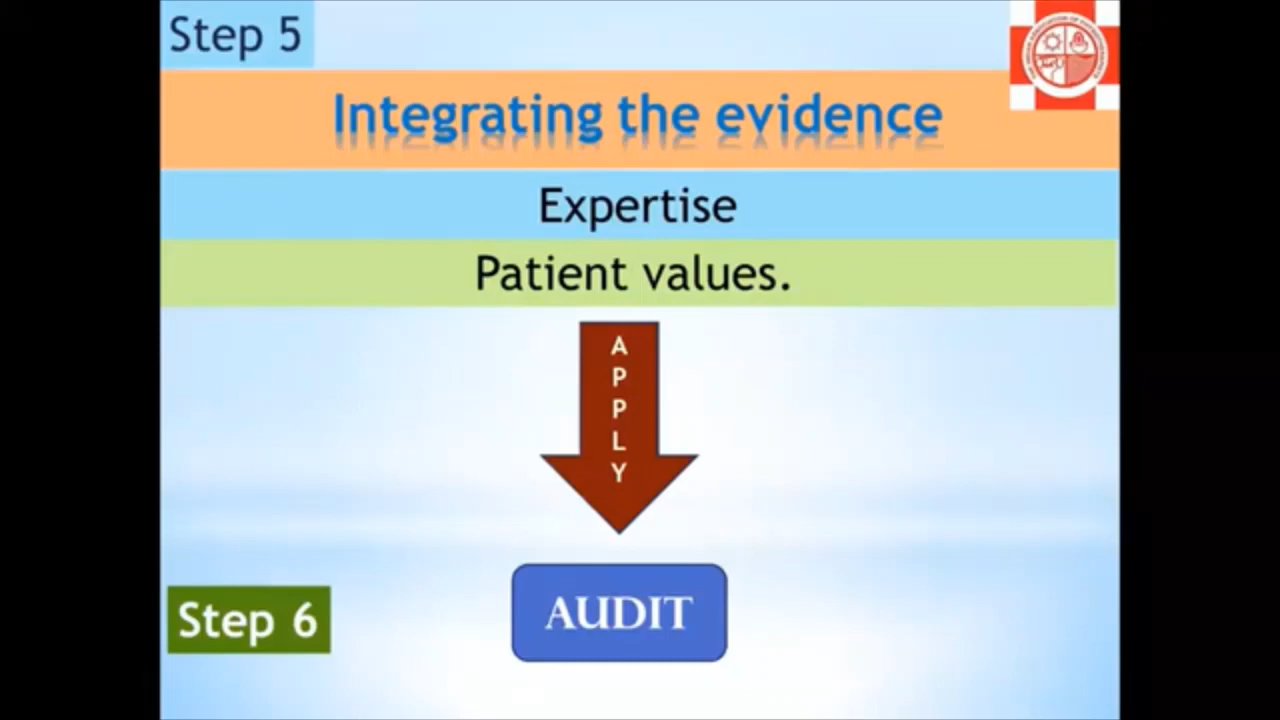 Step 5
Integrating the evidence
Expertise
Patient values.
A
P
P
L
Y
AUDIT
Step 6